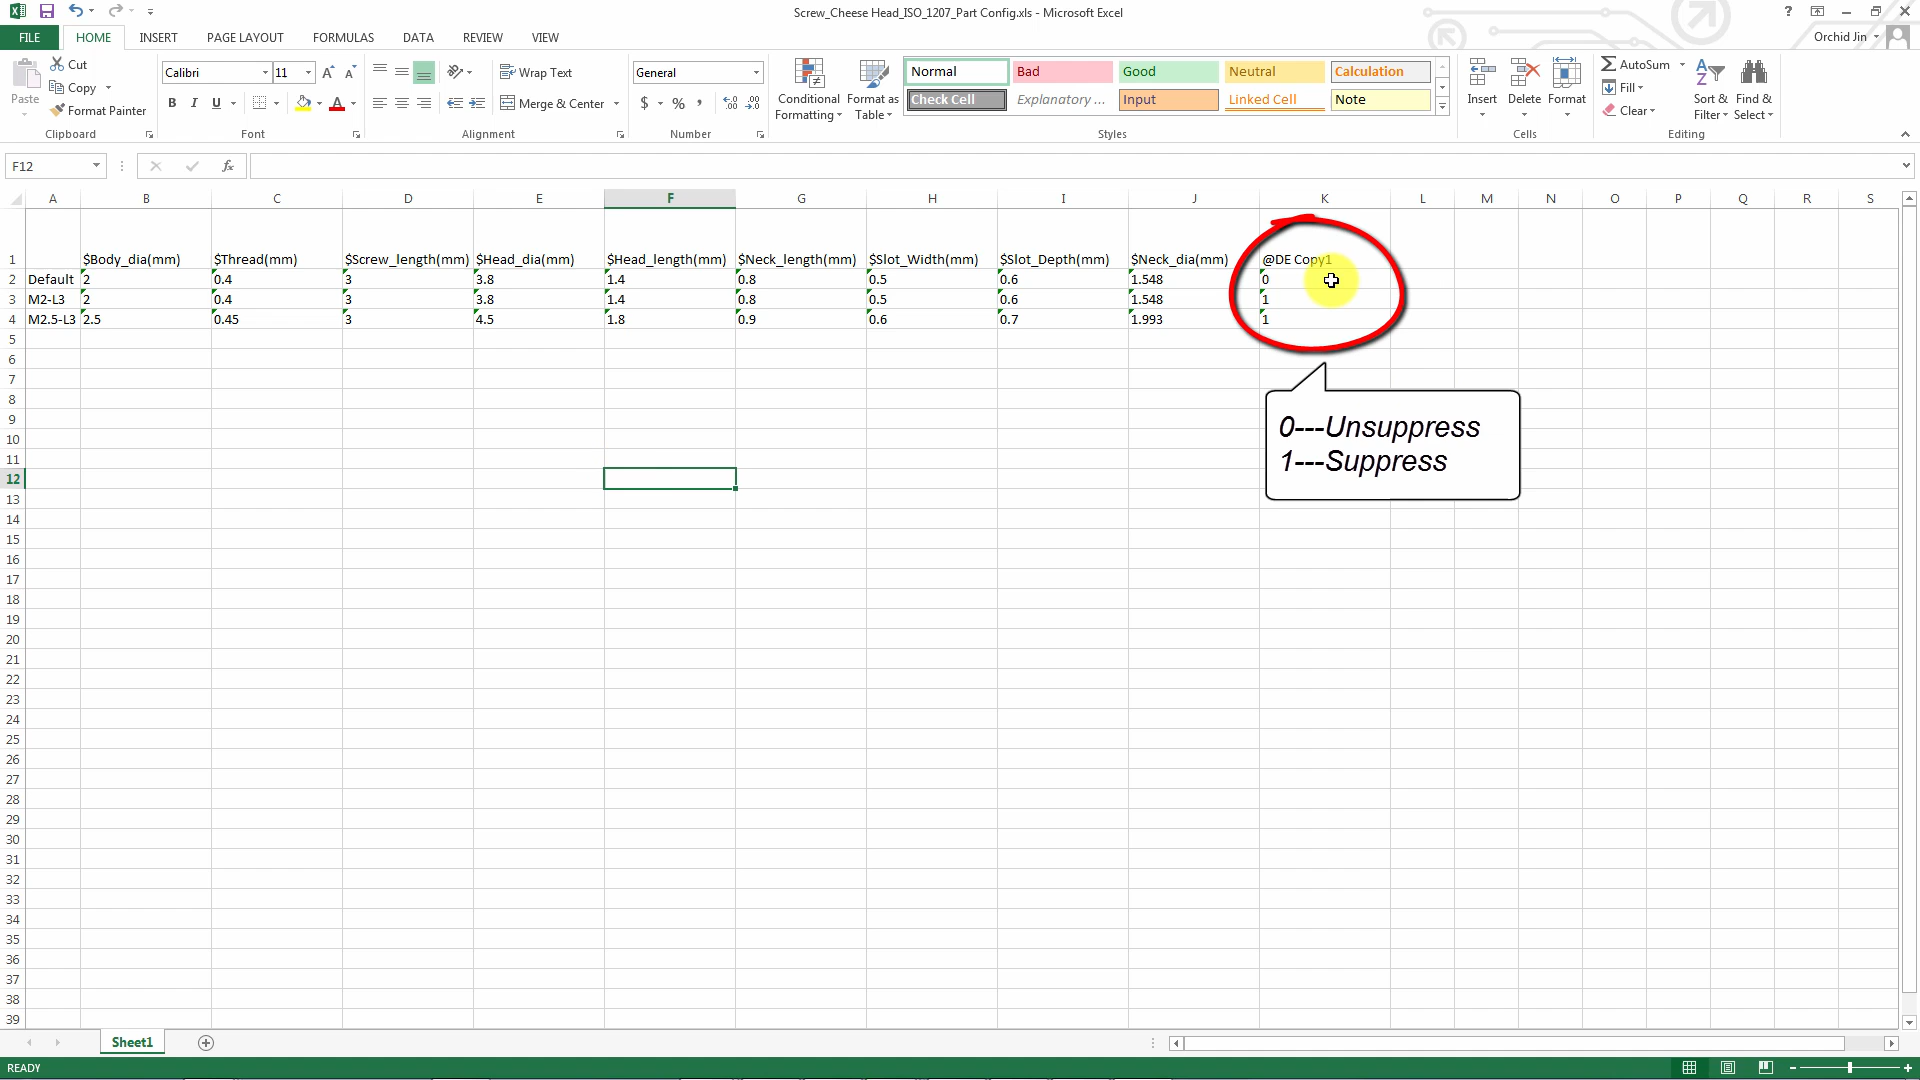 Screw_Cheese Head_ISO_1207_Part Config.xls - Microsoft Excel
?
FILE HOME INSERT PAGE LAYOUT FORMULAS DATA REVIEW VIEW
Orchid Jin
Paste
Cut
Copy
Format Painter
Clipboard
Calibri 11
A A
B I U A
Font
Wrap Text
Merge & Center
Alignment
General
$ % , .00 .00
Number
Conditional Formatting
Format as Table
Normal Bad Good Neutral Calculation
Check Cell Explanatory ... Input Linked Cell Note
Styles
Insert Delete Format
Cells
AutoSum
Fill
Clear
Sort & Filter
Find & Select
Editing
F12 fx
A B C D E F G H I J K L M N O P Q R S
1 $Body_dia(mm) $Thread(mm) $Screw_length(mm) $Head_dia(mm) $Head_length(mm) $Neck_length(mm) $Slot_Width(mm) $Slot_Depth(mm) $Neck_dia(mm) @DE Copy1
2 Default 2 0.4 3 3.8 1.4 0.8 0.5 0.6 1.548 0
3 M2-L3 2 0.4 3 3.8 1.4 0.8 0.5 0.6 1.548 1
4 M2.5-L3 2.5 0.45 3 4.5 1.8 0.9 0.6 0.7 1.993 1
5
6
7
8
9
10
11
12
13
14
15
16
17
18
19
20
21
22
23
24
25
26
27
28
29
30
31
32
33
34
35
36
37
38
39
0---Unsuppress
1---Suppress
Sheet1
READY